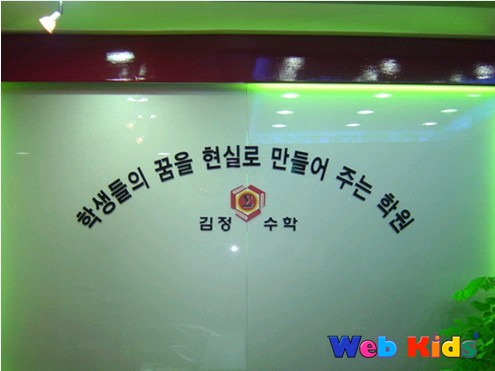 학생들의 꿈을 현실로 만들어 주는 학원
Σ
김정 수학
Web Kids